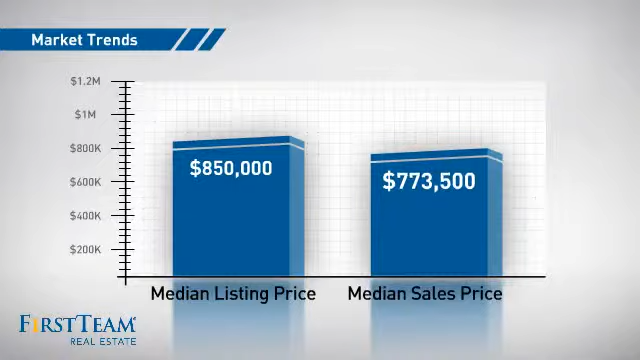 Market Trends
$1.2M
$1M
$800K
$600K
$400K
$200K
$850,000
$773,500
Median Listing Price
Median Sales Price
FIRSTTEAM®
REAL ESTATE